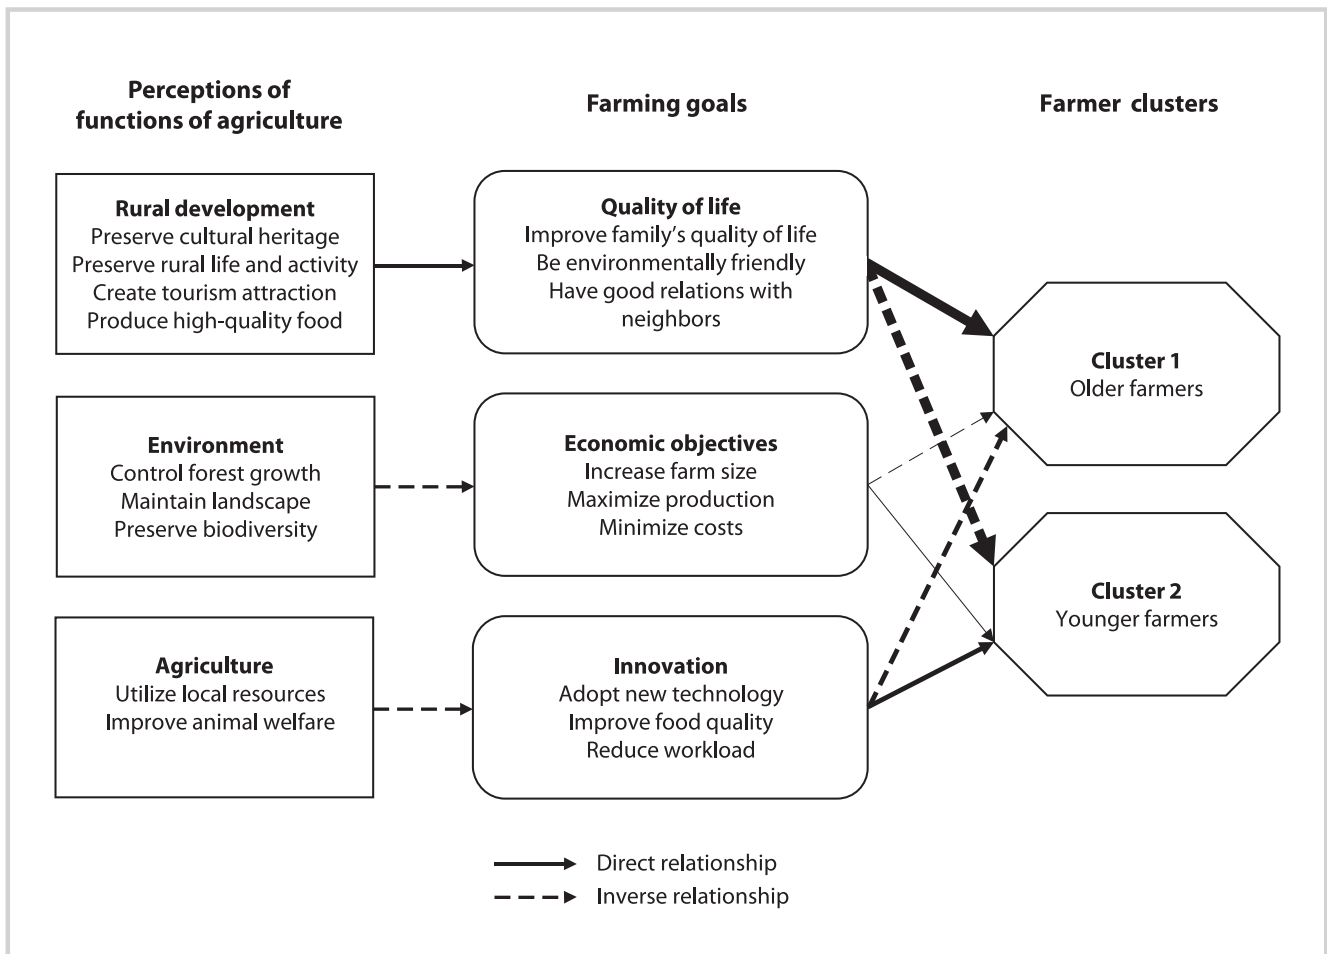 Perceptions of
functions of agriculture
Farming goals
Farmer clusters
Rural development
Preserve cultural heritage
Preserve rural life and activity
Create tourism attraction
Produce high-quality food
Quality of life
Improve family's quality of life
Be environmentally friendly
Have good relations with
neighbors
Cluster 1
Older farmers
Environment
Control forest growth
Maintain landscape
Preserve biodiversity
Economic objectives
Increase farm size
Maximize production
Minimize costs
Cluster 2
Younger farmers
Agriculture
Utilize local resources
Improve animal welfare
Innovation
Adopt new technology
Improve food quality
Reduce workload
Direct relationship
Inverse relationship